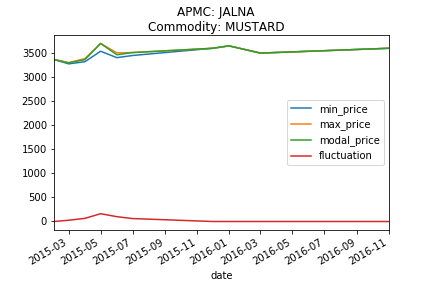 APMC: JALNA
Commodity: MUSTARD
3500
3000
2500
2000
1500
1000
500
0
min_price
max_price
modal_price
fluctuation
2015-03
2015-05
2015-07
2015-09
2015-11
2016-01
2016-03
2016-05
2016-07
2016-09
2016-11
date